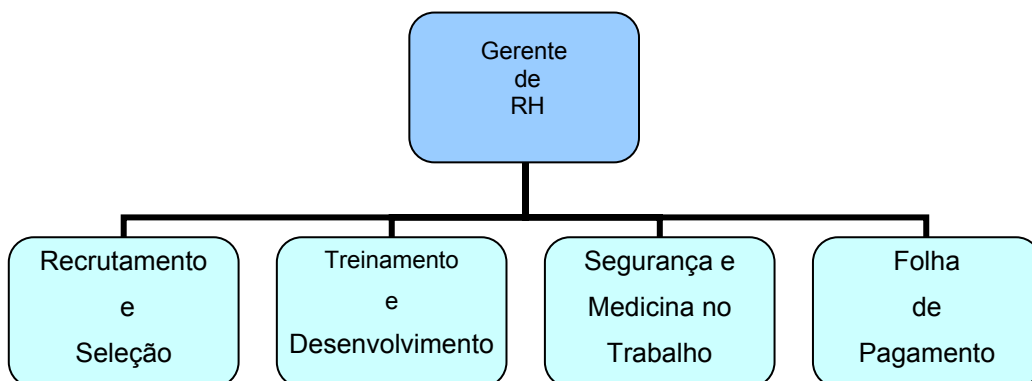 Gerente
de
RH
Recrutamento
e
Seleção
Treinamento
e
Desenvolvimento
Segurança e
Medicina no
Trabalho
Folha
de
Pagamento